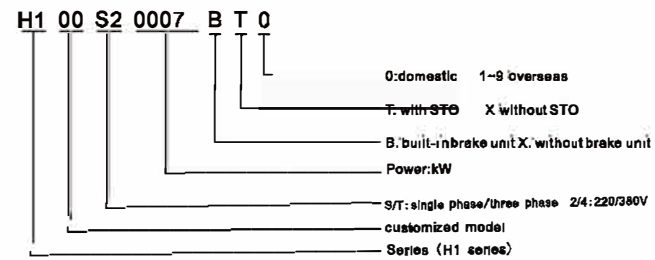 H1 00 S2 0007 B T 0
0:domestic 1~9 overseas
T: with STO X without STO
B. built-in brake unit X. without brake unit
Power:kW
S/T: single phase/three phase 2/4: 220/380V
customized model
Series (H1 series)